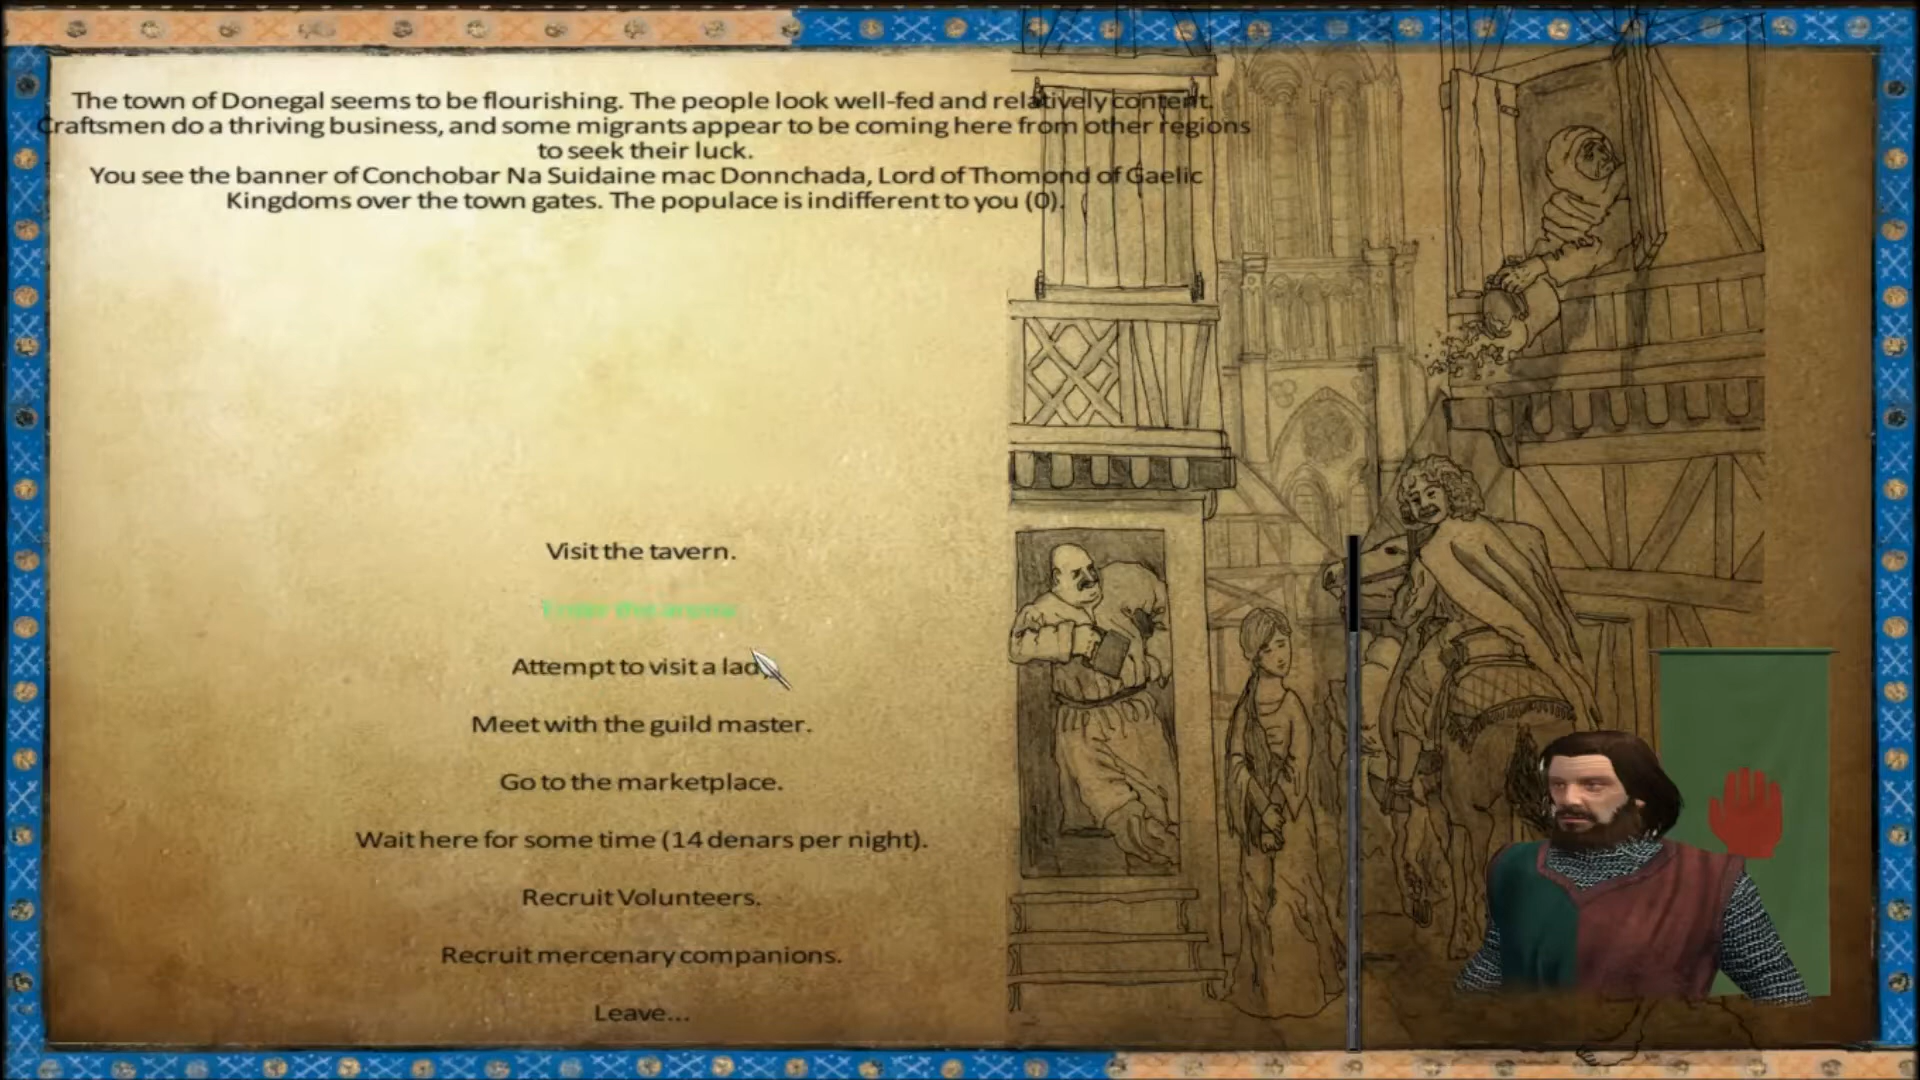 The town of Donegal seems to be flourishing. The people look well-fed and relatively content.
Craftsmen do a thriving business, and some migrants appear to be coming here from other regions
to seek their luck.
You see the banner of Conchobar Na Suidaine mac Donnchada, Lord of Thomond of Gaelic
Kingdoms over the town gates. The populace is indifferent to you (0).
Visit the tavern.
Enter the arena.
Attempt to visit a lady
Meet with the guild master.
Go to the marketplace.
Wait here for some time (14 denars per night).
Recruit Volunteers.
Recruit mercenary companions.
Leave...